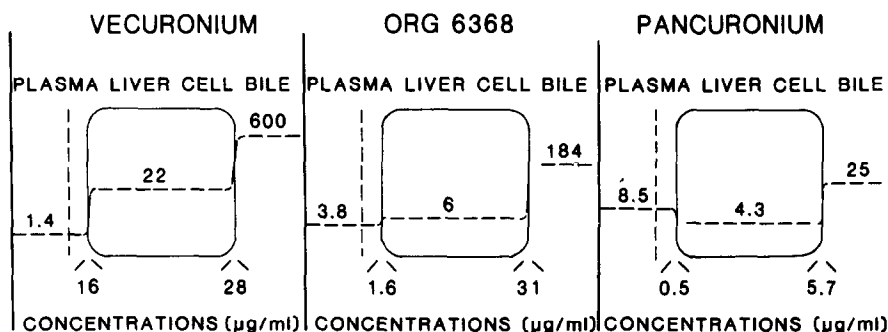 VECURONIUM
PLASMA LIVER CELL BILE
600
22
1.4
16 28
CONCENTRATIONS (µg/ml)
ORG 6368
PLASMA LIVER CELL BILE
184
6
3.8
1.6 31
CONCENTRATIONS (µg/ml)
PANCURONIUM
PLASMA LIVER CELL BILE
25
8.5
4.3
0.5 5.7
CONCENTRATIONS (µg/ml)